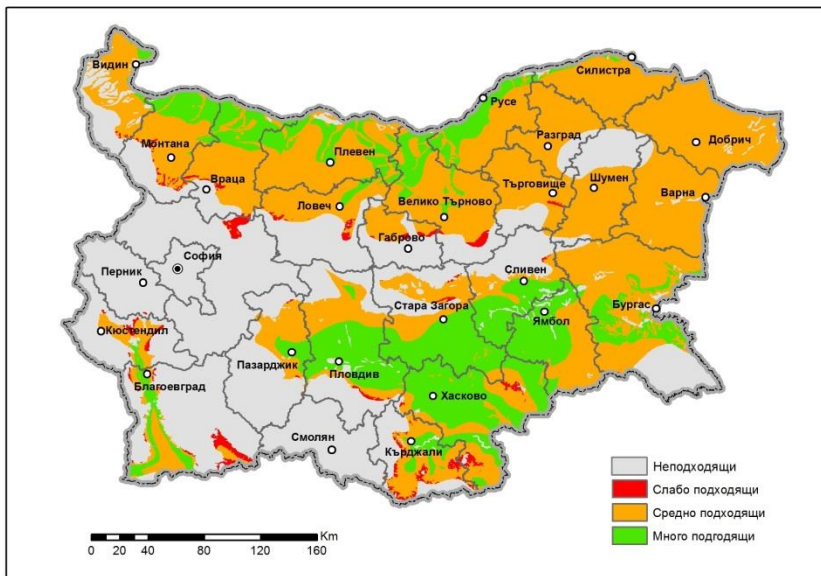 Видин
Силистра
Русе
Монтана
Разград
Добрич
Плевен
Враца
Търговище
Шумен
Варна
Ловеч
Велико Търново
Габрово
София
Перник
Сливен
Стара Загора
Бургас
Кюстендил
Ямбол
Пазарджик
Пловдив
Благоевград
Хасково
Смолян
Кърджали
Неподходящи
Слабо подходящи
Средно подходящи
Много подгодящи
Km
0 20 40 80 120 160